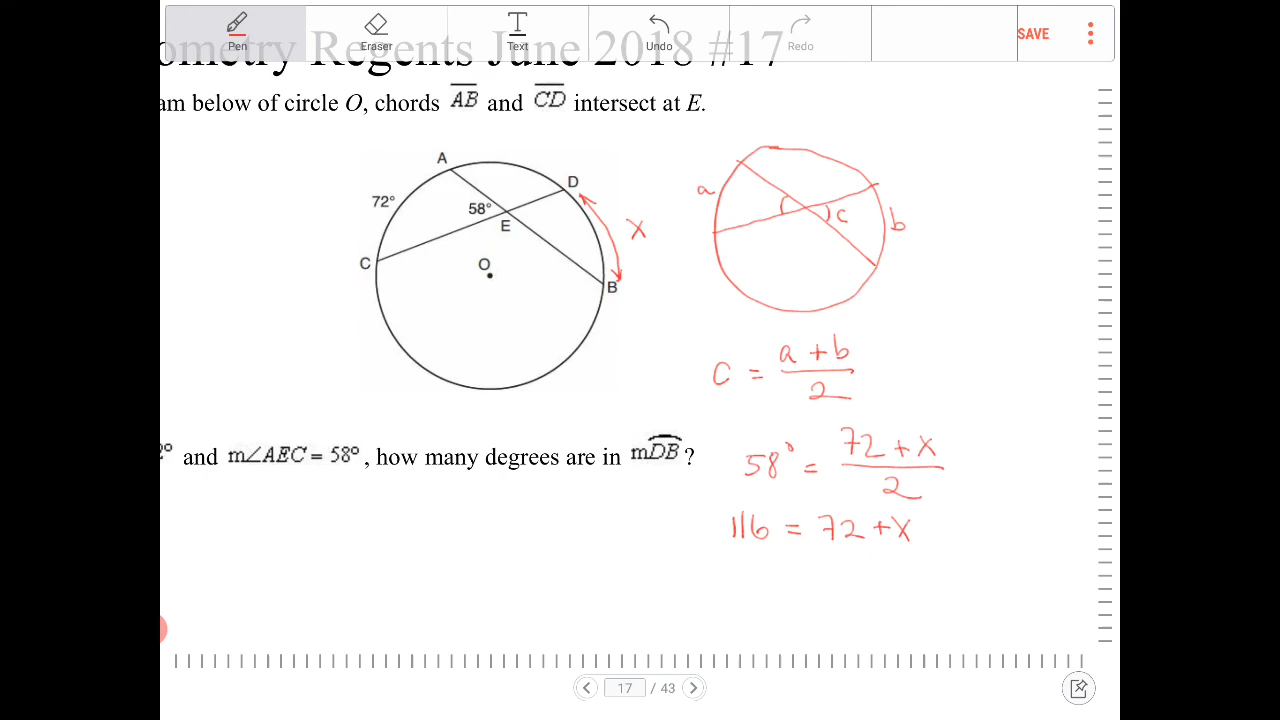 Pen Eraser Text Undo Redo SAVE
ometry Regents June 2018 #17
am below of circle O, chords AB and CD intersect at E.
A
D
72°
58°
E
C
O
B
X
a
c
b
c = a + b / 2
2° and m∠AEC = 58°, how many degrees are in mDB?
58° = 72 + x / 2
116 = 72 + x
17 / 43